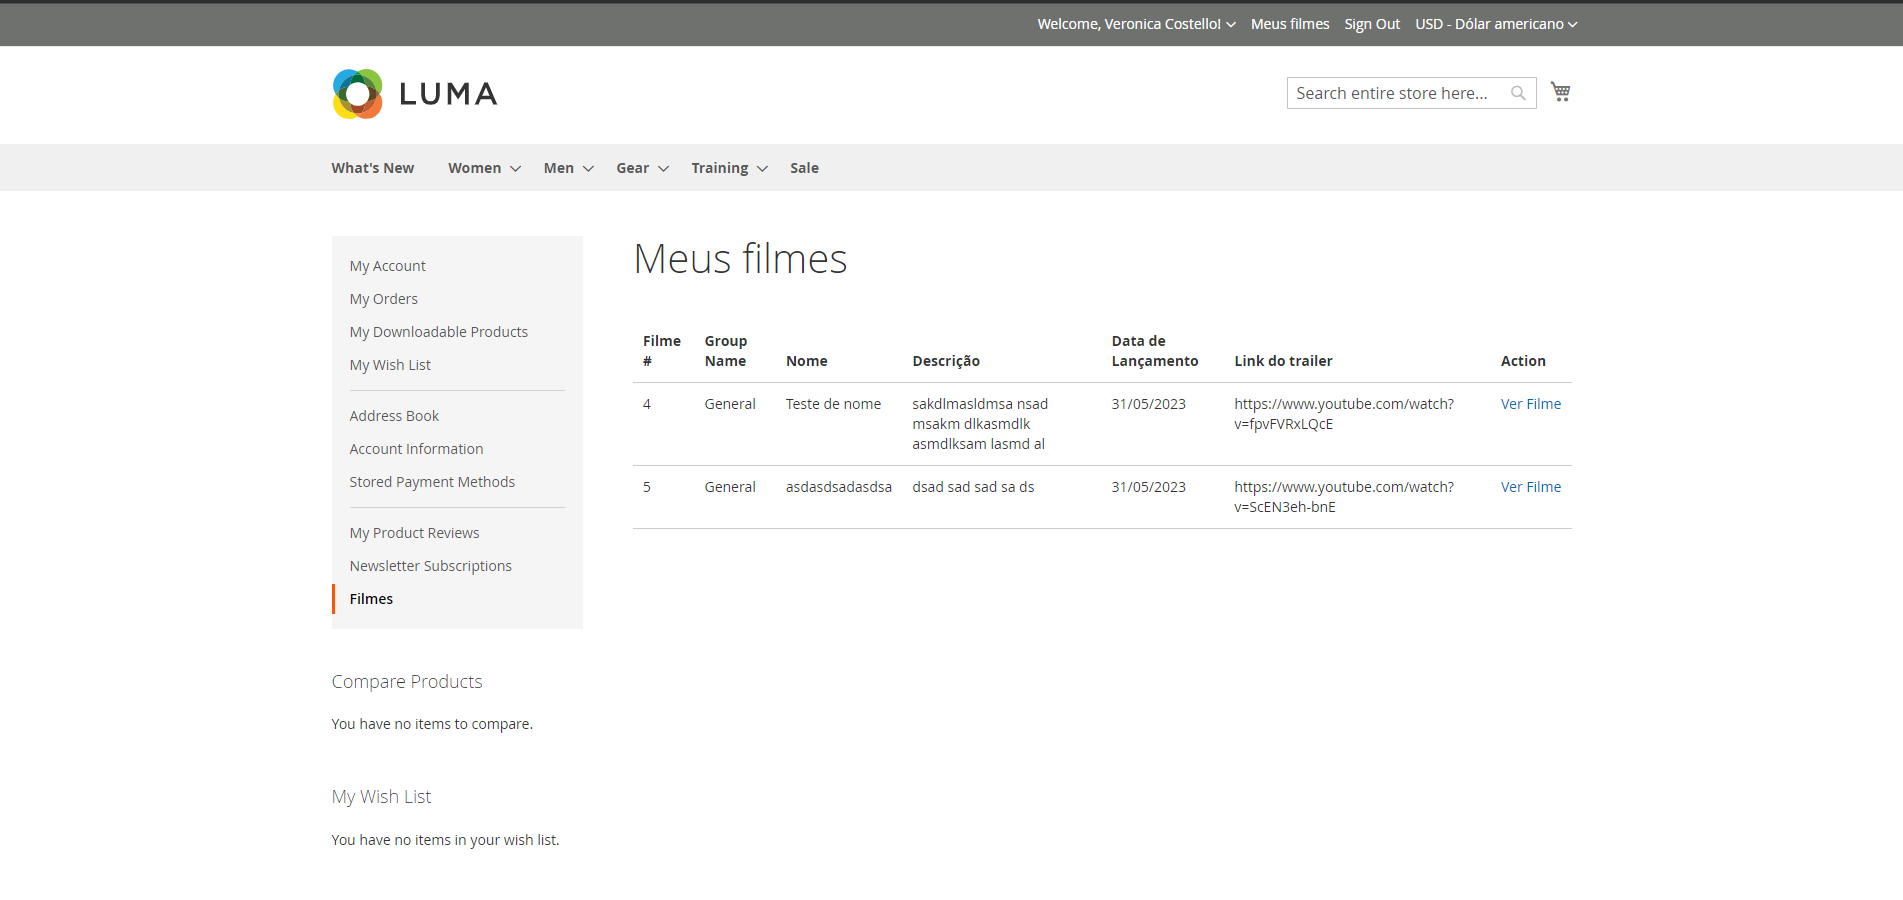 Welcome, Veronica Costello! Meus filmes Sign Out USD - Dólar americano
LUMA
Search entire store here...
What's New Women Men Gear Training Sale
My Account
My Orders
My Downloadable Products
My Wish List
Address Book
Account Information
Stored Payment Methods
My Product Reviews
Newsletter Subscriptions
Filmes
Compare Products
You have no items to compare.
My Wish List
You have no items in your wish list.
Meus filmes
Filme # Group Name Nome Descrição Data de Lançamento Link do trailer Action
4 General Teste de nome sakdlmasldmsa nsad 31/05/2023 https://www.youtube.com/watch? Ver Filme
msakm dlkasmdlk v=fpvFVRxLQcE
asmdlksam lasmd al
5 General asdasdsadasdsa dsad sad sad sa ds 31/05/2023 https://www.youtube.com/watch? Ver Filme
v=ScEN3eh-bnE